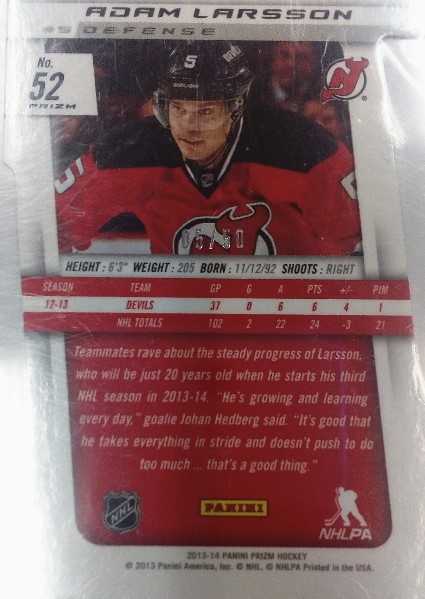 ADAM LARSSON
#5 DEFENSE
No.
52
PRIZM
5
05/50
HEIGHT : 6'3" WEIGHT : 205 BORN : 11/12/92 SHOOTS : RIGHT
SEASON TEAM GP G A PTS +/- PIM
12-13 DEVILS 37 0 6 6 4 1
NHL TOTALS 102 2 22 24 -3 21
Teammates rave about the steady progress of Larsson,
who will be just 20 years old when he starts his third
NHL season in 2013-14. “He's growing and learning
every day,” goalie Johan Hedberg said. “It's good that
he takes everything in stride and doesn't push to do
too much ... that's a good thing.”
NHL PANINI NHLPA
2013-14 PANINI PRIZM HOCKEY
© 2013 Panini America, Inc. © NHL. © NHLPA Printed in the USA.